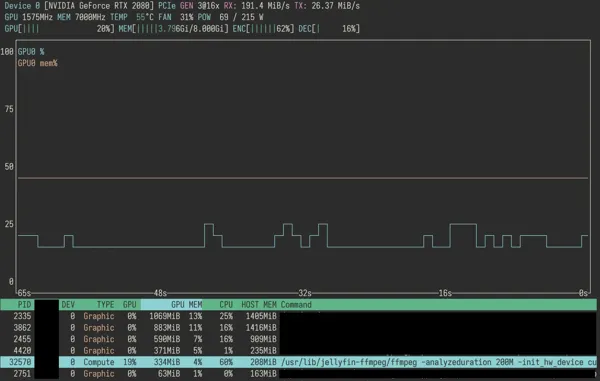 Device 0 [NVIDIA GeForce RTX 2080] PCIe GEN 3@16x RX: 191.4 MiB/s TX: 26.37 MiB/s
GPU 1575MHz MEM 7000MHz TEMP 55°C FAN 31% POW 69 / 215 W
GPU[|||| 20%] MEM[|||||3.796Gi/8.000Gi] ENC[||||||62%] DEC[| 16%]
100 GPU0 %
GPU0 mem%
75
50
25
0
65s 48s 32s 16s 0s
PID DEV TYPE GPU GPU MEM CPU HOST MEM Command
2335 0 Graphic 0% 1069MiB 13% 25% 1405MiB
3862 0 Graphic 0% 883MiB 11% 16% 1416MiB
2455 0 Graphic 0% 590MiB 7% 16% 909MiB
4420 0 Graphic 0% 371MiB 5% 1% 235MiB
32570 0 Compute 19% 334MiB 4% 60% 208MiB /usr/lib/jellyfin-ffmpeg/ffmpeg -analyzeduration 200M -init_hw_device cu
2751 0 Graphic 0% 63MiB 1% 0% 163MiB